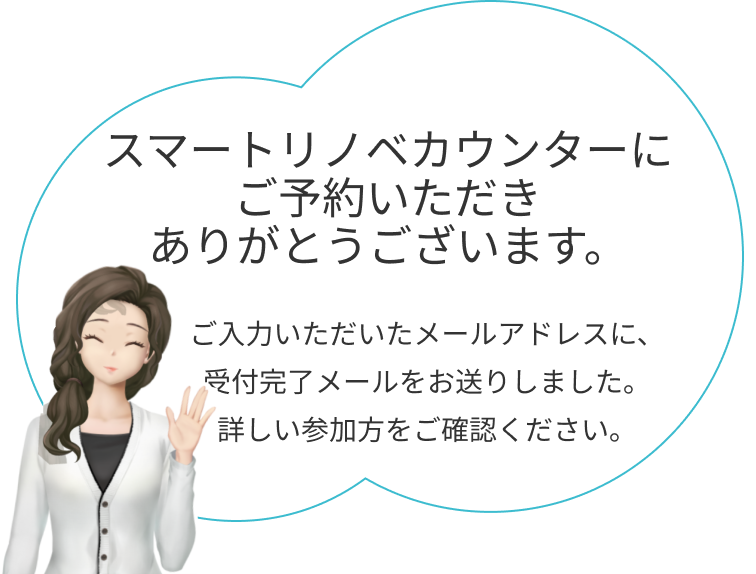 スマートリノベカウンターに
ご予約いただき
ありがとうございます。
ご入力いただいたメールアドレスに、
受付完了メールをお送りしました。
詳しい参加方をご確認ください。